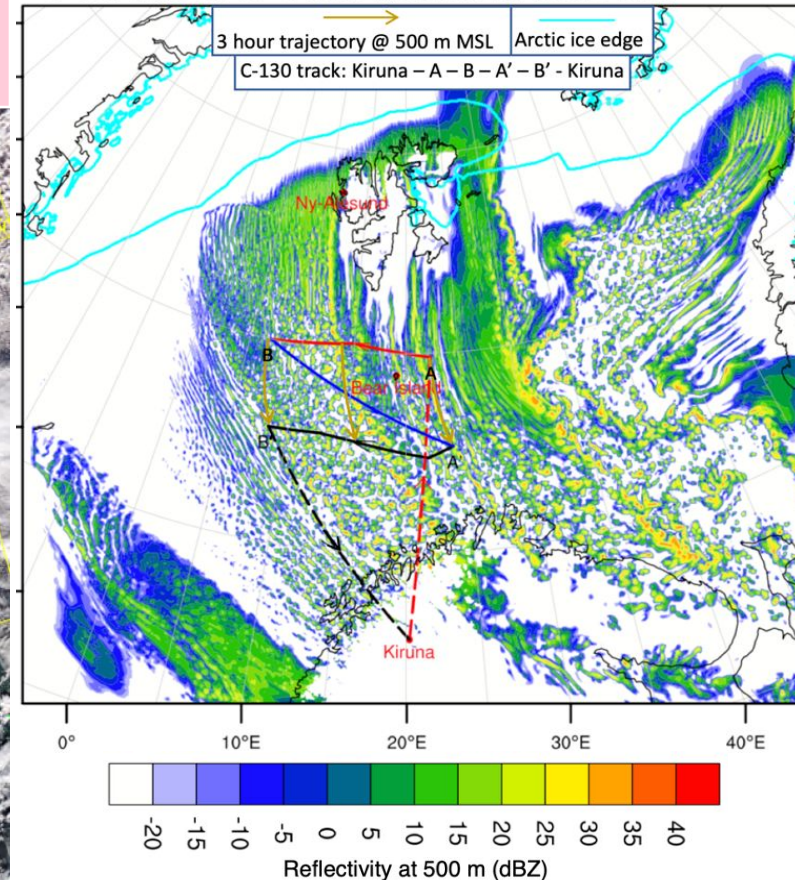 3 hour trajectory @ 500 m MSL
Arctic ice edge
C-130 track: Kiruna – A – B – A’ – B’ - Kiruna
Ny-Alesund
B
A
Bear Island
B'
A'
Kiruna
0°
10°E
20°E
30°E
40°E
-20
-15
-10
-5
0
5
10
15
20
25
30
35
40
Reflectivity at 500 m (dBZ)